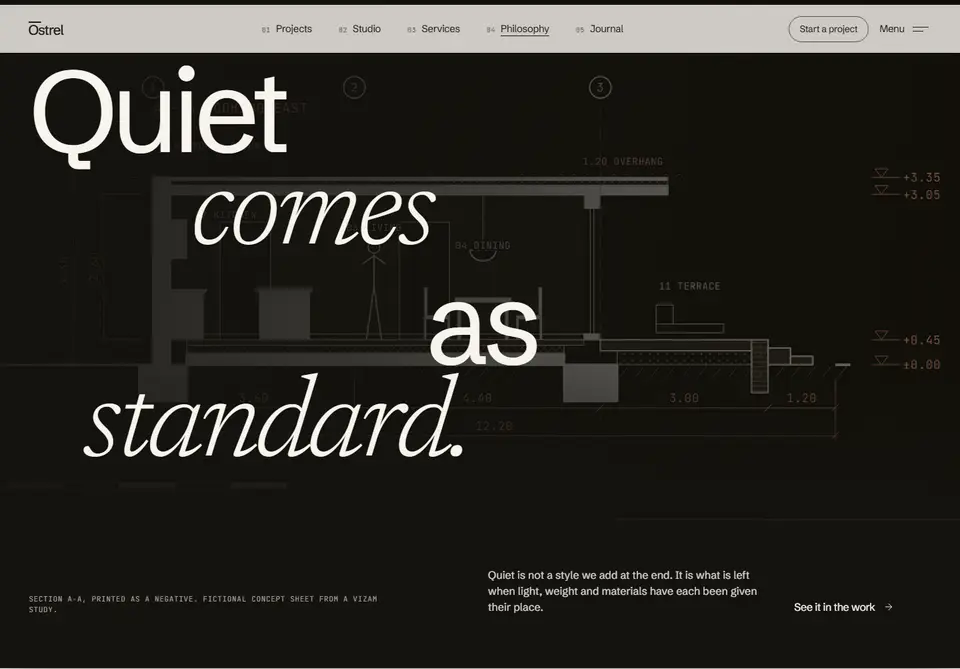 Ostrel
01 Projects
02 Studio
03 Services
04 Philosophy
05 Journal
Start a project
Menu
Quiet
comes
as
standard.
2
3
1.20 OVERHANG
+3.35
+3.05
04 DINING
11 TERRACE
+0.45
±0.00
4.60
3.00
1.20
12.20
SECTION A-A, PRINTED AS A NEGATIVE. FICTIONAL CONCEPT SHEET FROM A VIZAM
STUDY.
Quiet is not a style we add at the end. It is what is left
when light, weight and materials have each been given
their place.
See it in the work →